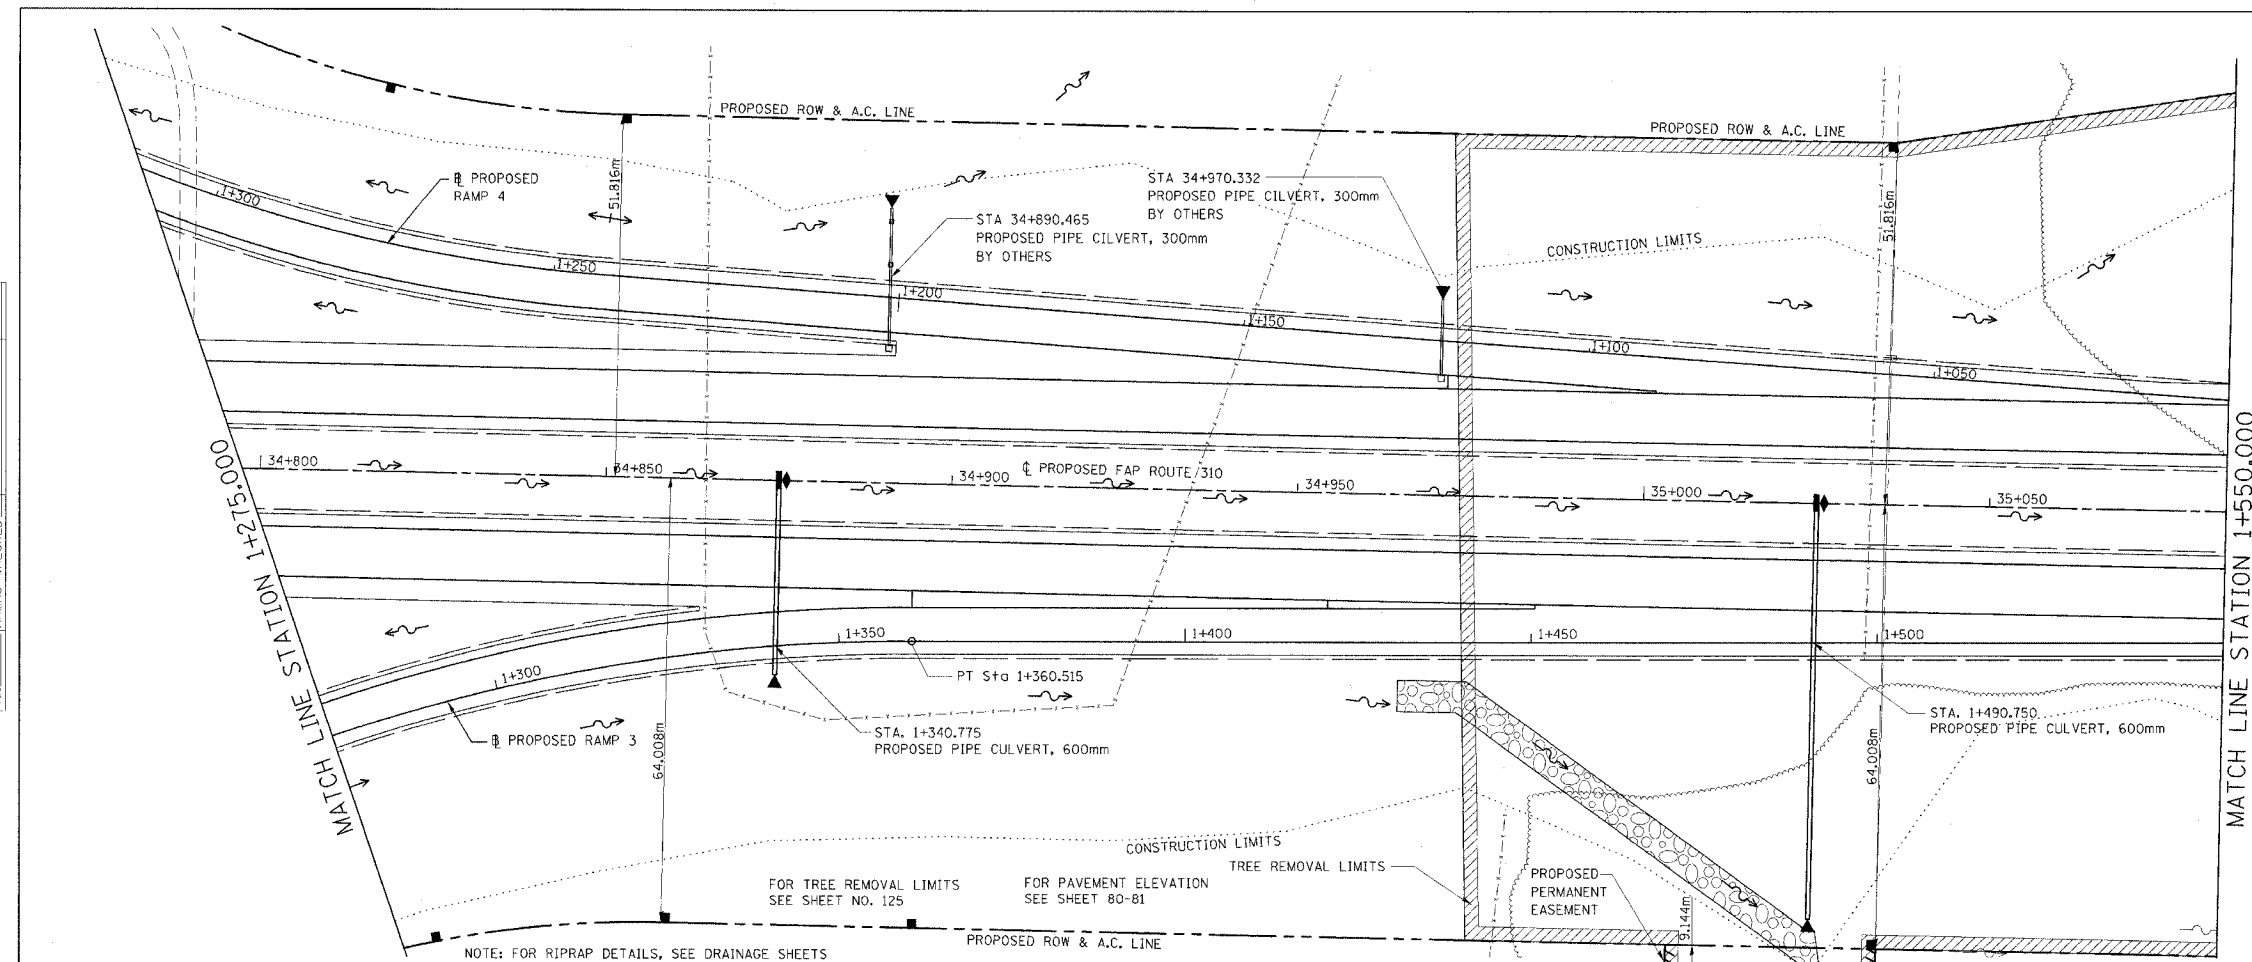 PROPOSED ROW & A.C. LINE
PROPOSED ROW & A.C. LINE
PROPOSED
RAMP 4
1+300
51.816m
STA 34+970.332
PROPOSED PIPE CILVERT, 300mm
BY OTHERS
STA 34+890.465
PROPOSED PIPE CILVERT, 300mm
BY OTHERS
51.816m
CONSTRUCTION LIMITS
1+250
1+200
1+150
1+100
1+050
34+800
34+850
34+900
℄ PROPOSED FAP ROUTE 310
34+950
35+000
35+050
MATCH LINE STATION 1+275.000
MATCH LINE STATION 1+550.000
1+350
1+400
1+450
1+500
1+300
PT Sta 1+360.515
PROPOSED RAMP 3
64.008m
STA. 1+340.775
PROPOSED PIPE CULVERT, 600mm
STA. 1+490.750
PROPOSED PIPE CULVERT, 600mm
64.008m
CONSTRUCTION LIMITS
TREE REMOVAL LIMITS
FOR TREE REMOVAL LIMITS
SEE SHEET NO. 125
FOR PAVEMENT ELEVATION
SEE SHEET 80-81
PROPOSED
PERMANENT
EASEMENT
9.144m
PROPOSED ROW & A.C. LINE
NOTE: FOR RIPRAP DETAILS, SEE DRAINAGE SHEETS